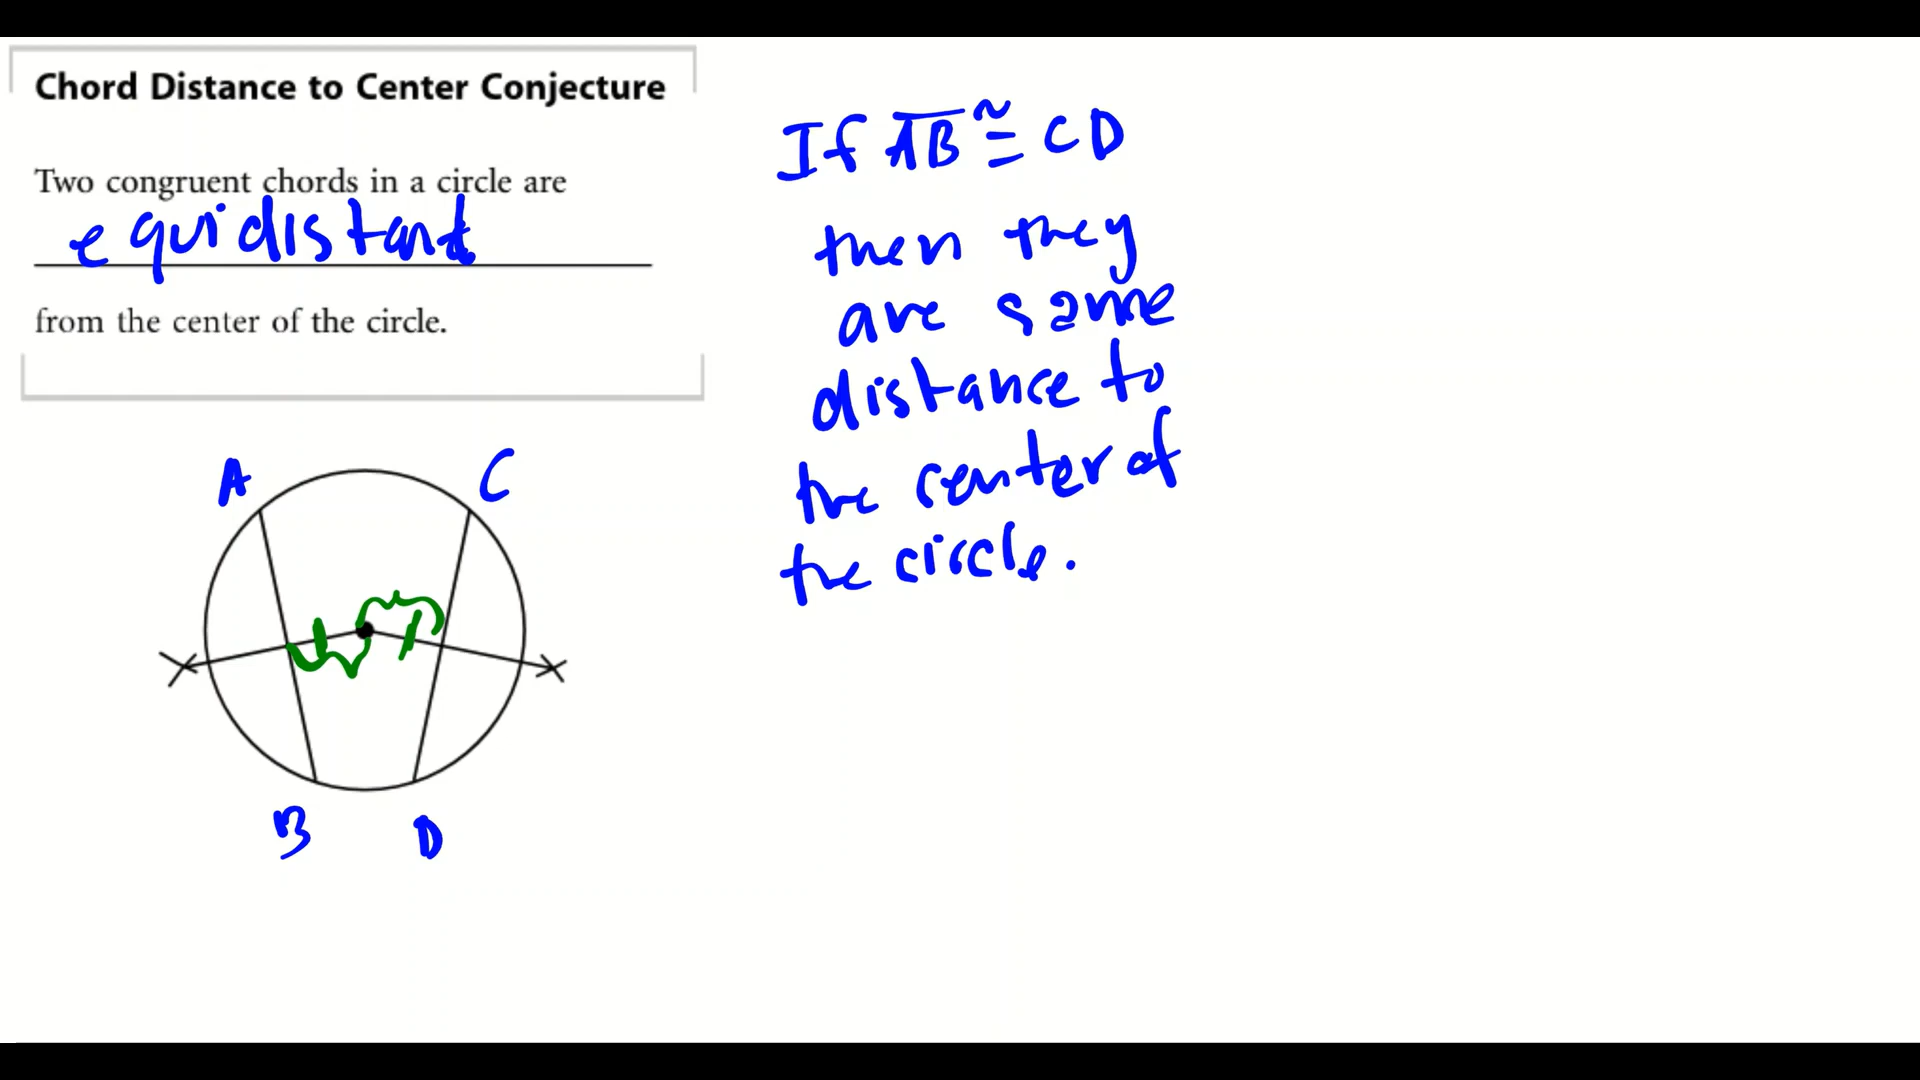 Chord Distance to Center Conjecture
Two congruent chords in a circle are
equidistant
from the center of the circle.
If A̅B̅ ≅ CD
then they
are same
distance to
the center of
the circle.
A
C
B
D